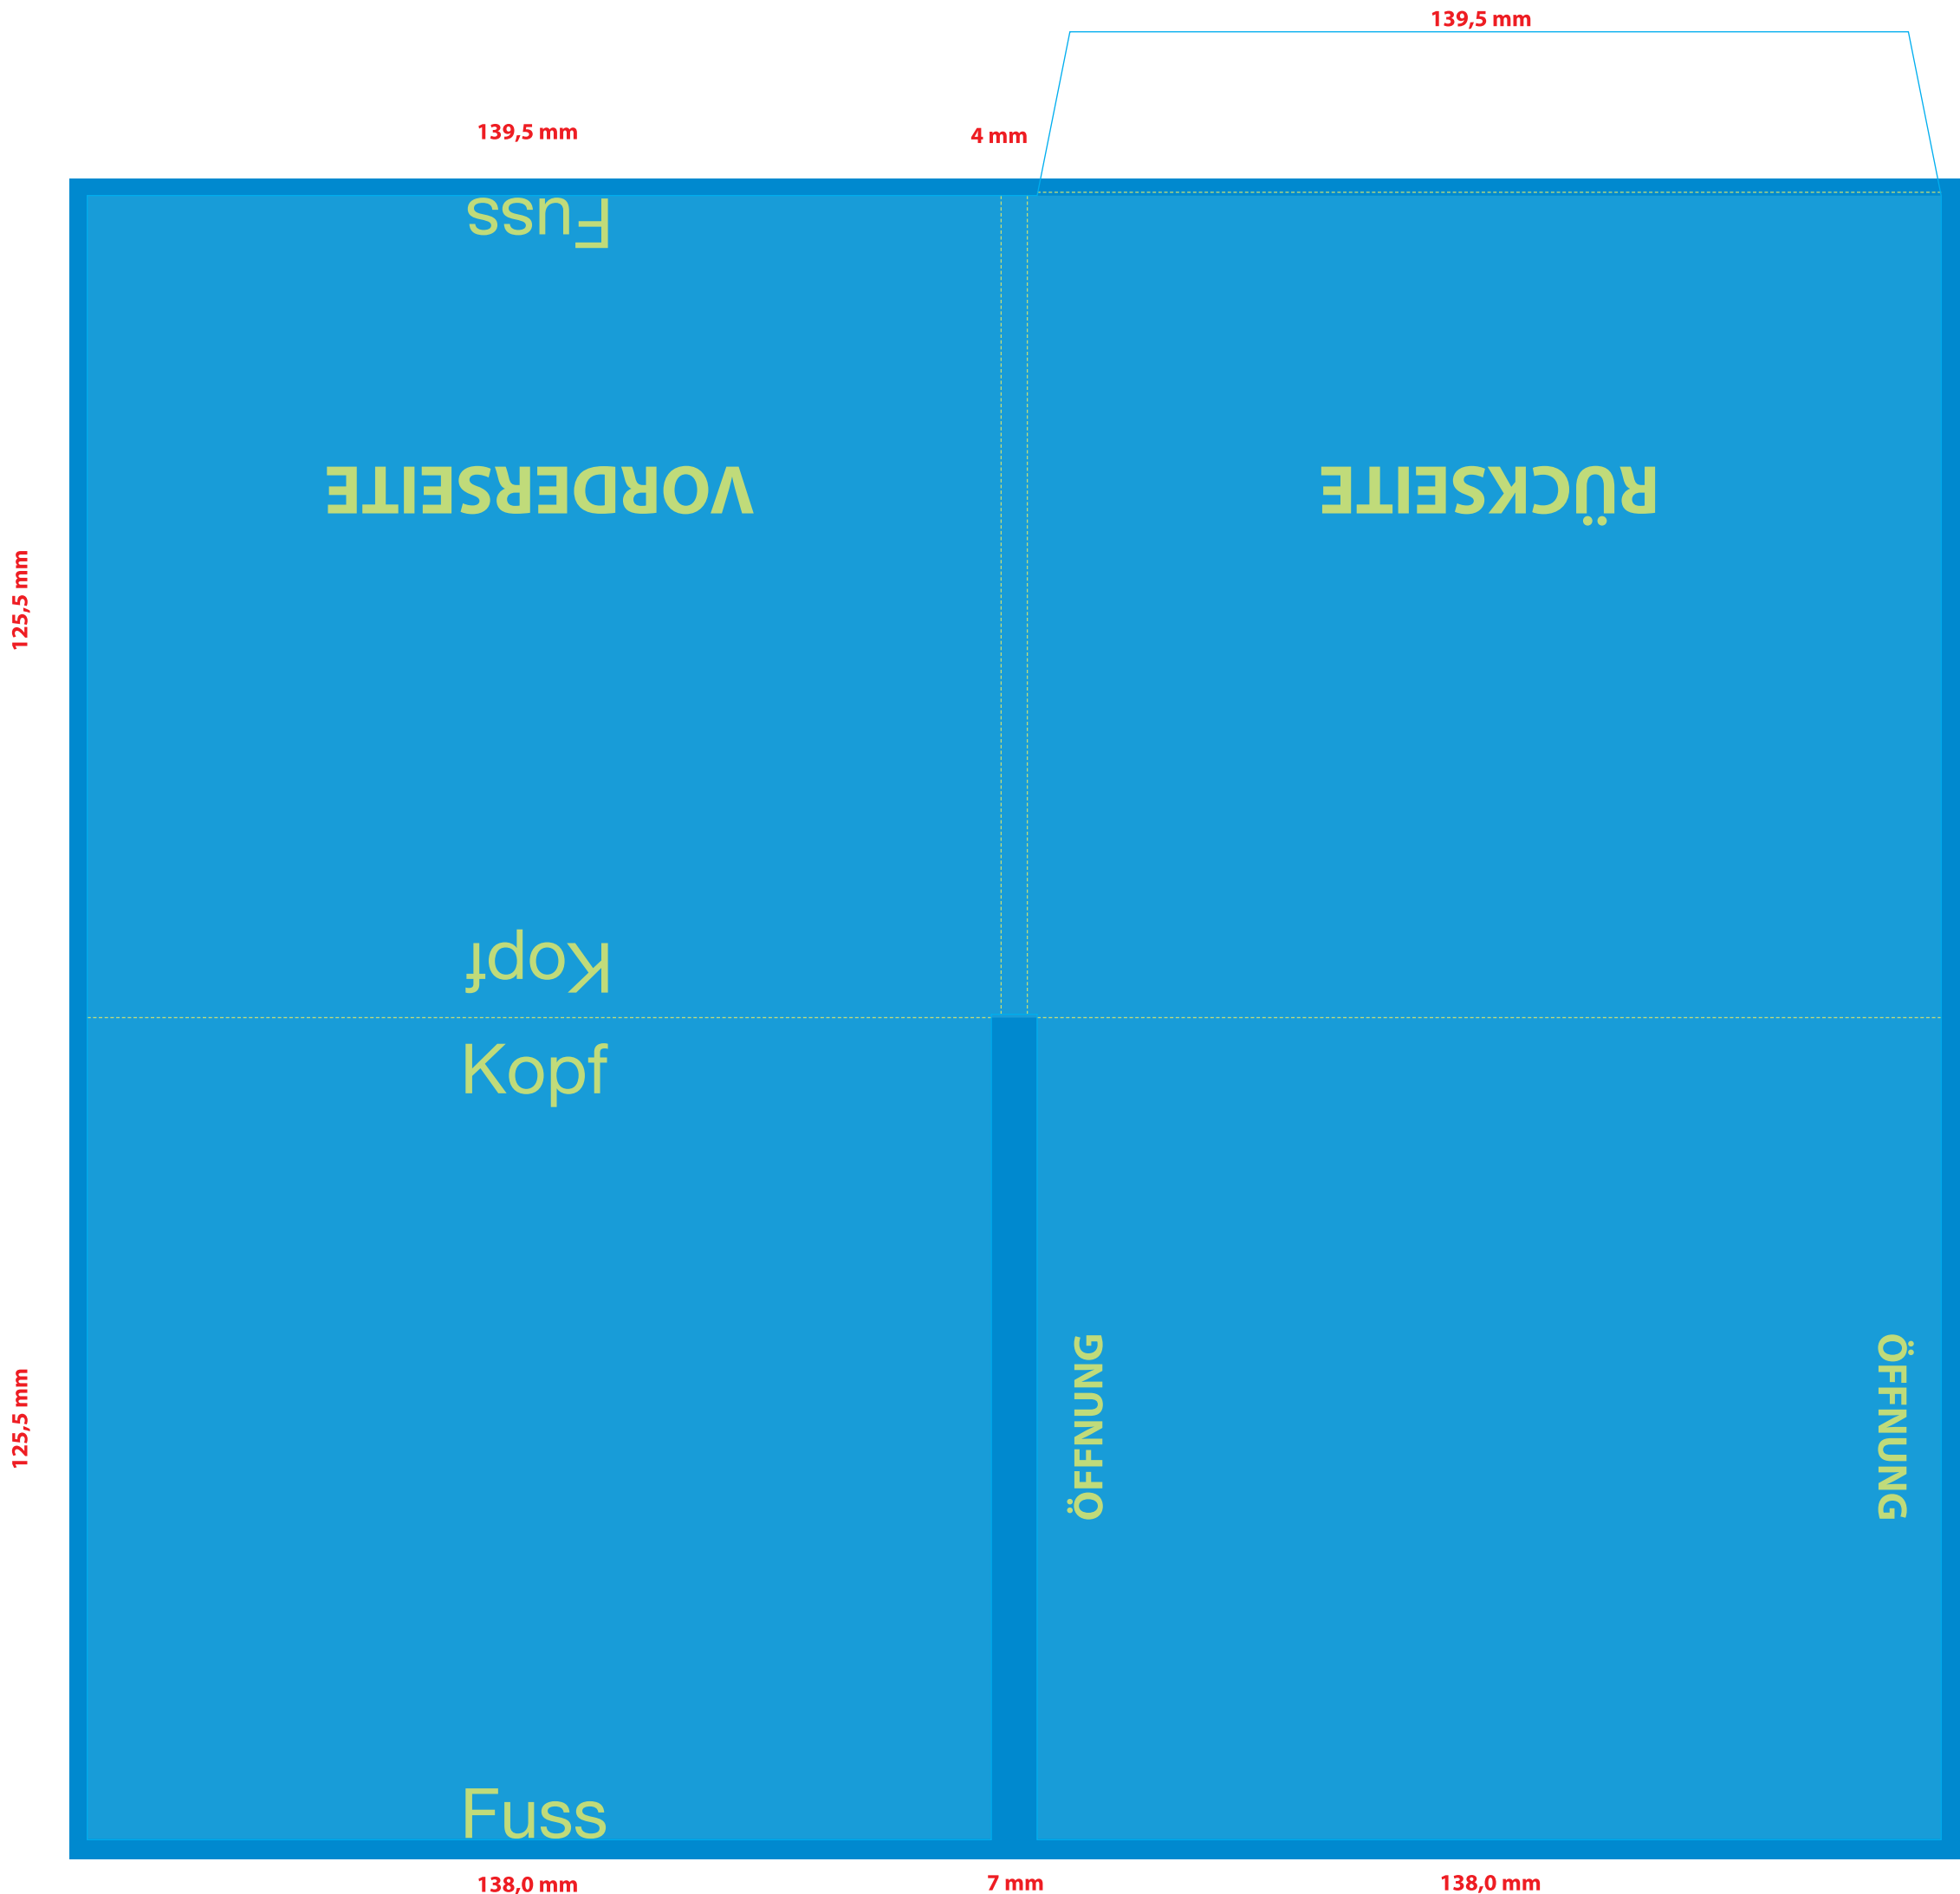 139,5 mm
139,5 mm
4 mm
Fuss
VORDERSEITE
RÜCKSEITE
125,5 mm
Kopf
Kopf
ÖFFNUNG
ÖFFNUNG
125,5 mm
Fuss
138,0 mm
7 mm
138,0 mm